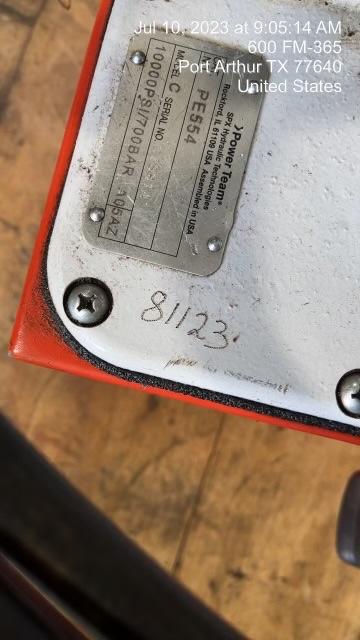 Jul 10, 2023 at 9:05:14 AM
600 FM-365
Port Arthur TX 77640
United States
Power Team®
SPX Hydraulic Technologies
Rockford, IL 61109 USA Assembled in USA
PE554
MODEL C SERIAL NO.
10000PSI/700BAR 105AZ
81123